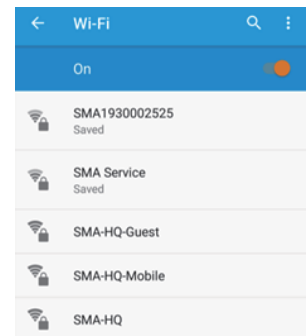 Wi-Fi
On
SMA1930002525
Saved
SMA Service
Saved
SMA-HQ-Guest
SMA-HQ-Mobile
SMA-HQ